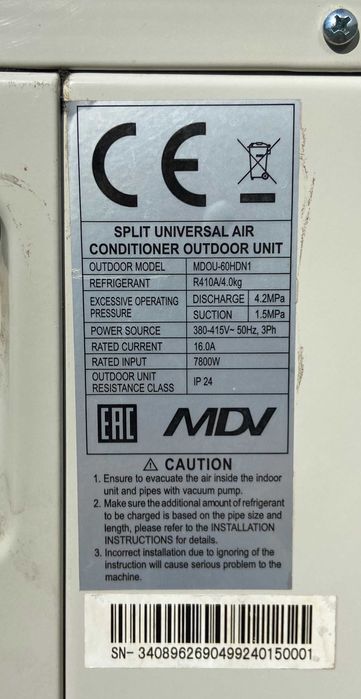 CE
SPLIT UNIVERSAL AIR
CONDITIONER OUTDOOR UNIT
OUTDOOR MODEL MDOU-60HDN1
REFRIGERANT R410A/4.0kg
EXCESSIVE OPERATING PRESSURE DISCHARGE 4.2MPa
SUCTION 1.5MPa
POWER SOURCE 380-415V~ 50Hz, 3Ph
RATED CURRENT 16.0A
RATED INPUT 7800W
OUTDOOR UNIT
RESISTANCE CLASS IP 24
EAC MDV
CAUTION
1. Ensure to evacuate the air inside the indoor
unit and pipes with vacuum pump.
2. Make sure the additional amount of refrigerant
to be charged is based on the pipe size and
length, please refer to the INSTALLATION
INSTRUCTIONS for details.
3. Incorrect installation due to ignoring of the
instruction will cause serious problem to the
machine.
SN- 3408962690499240150001